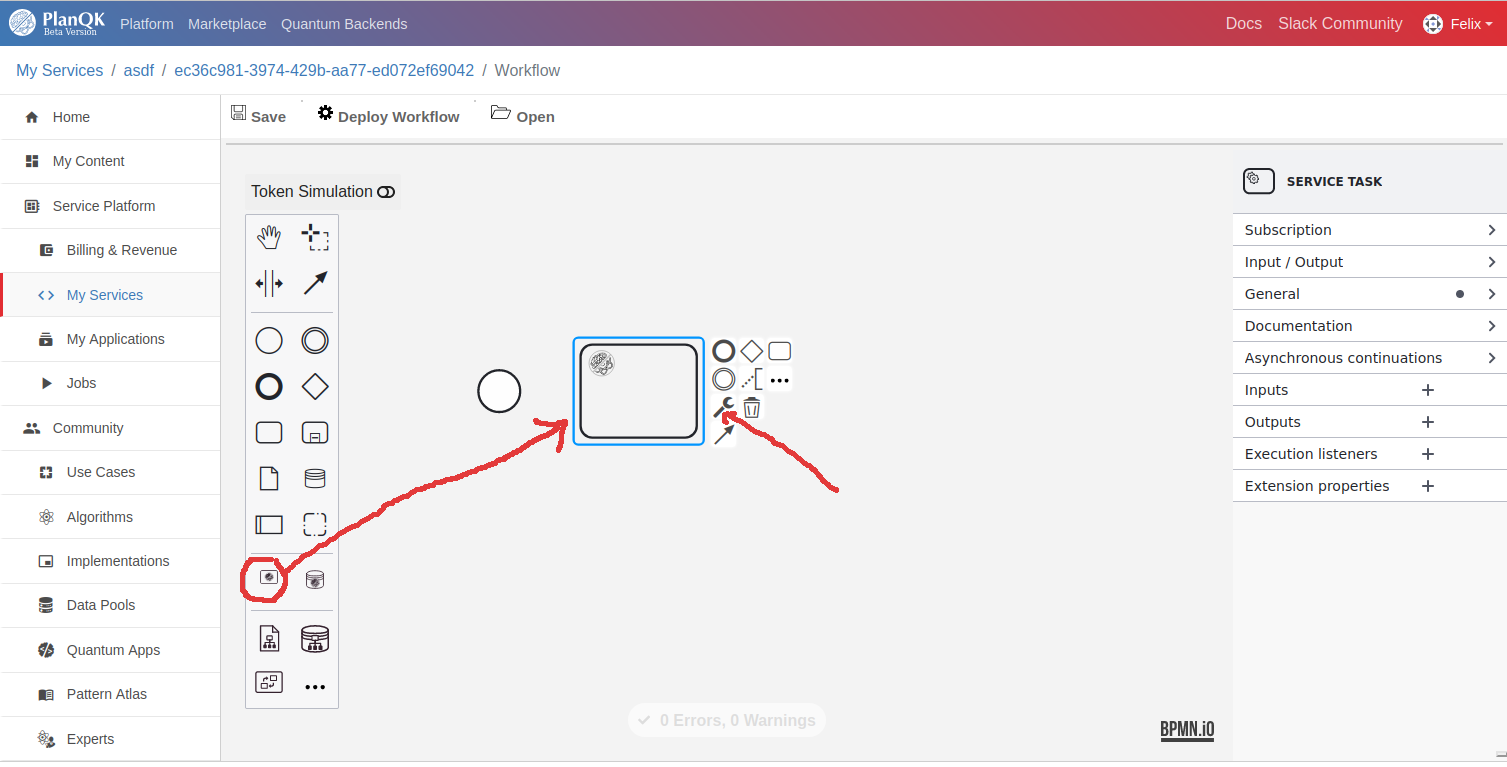 PlanQK Platform Marketplace Quantum Backends Docs Slack Community Felix
Beta Version
My Services / asdf / ec36c981-3974-429b-aa77-ed072ef69042 / Workflow
Home
My Content
Service Platform
Billing & Revenue
My Services
My Applications
Jobs
Community
Use Cases
Algorithms
Implementations
Data Pools
Quantum Apps
Pattern Atlas
Experts
Save Deploy Workflow Open
Token Simulation
0 Errors, 0 Warnings
BPMN.iO
SERVICE TASK
Subscription
Input / Output
General
Documentation
Asynchronous continuations
Inputs
Outputs
Execution listeners
Extension properties